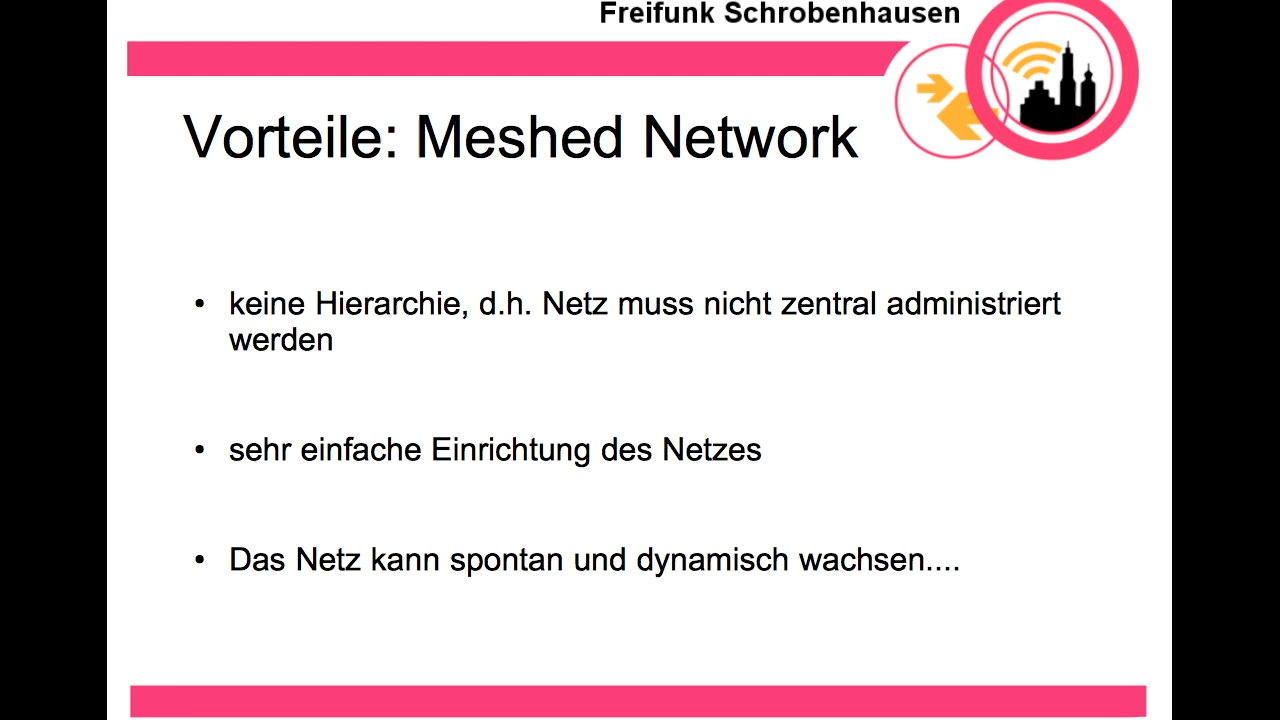 Freifunk Schrobenhausen
Vorteile: Meshed Network
• keine Hierarchie, d.h. Netz muss nicht zentral administriert
werden
• sehr einfache Einrichtung des Netzes
• Das Netz kann spontan und dynamisch wachsen....